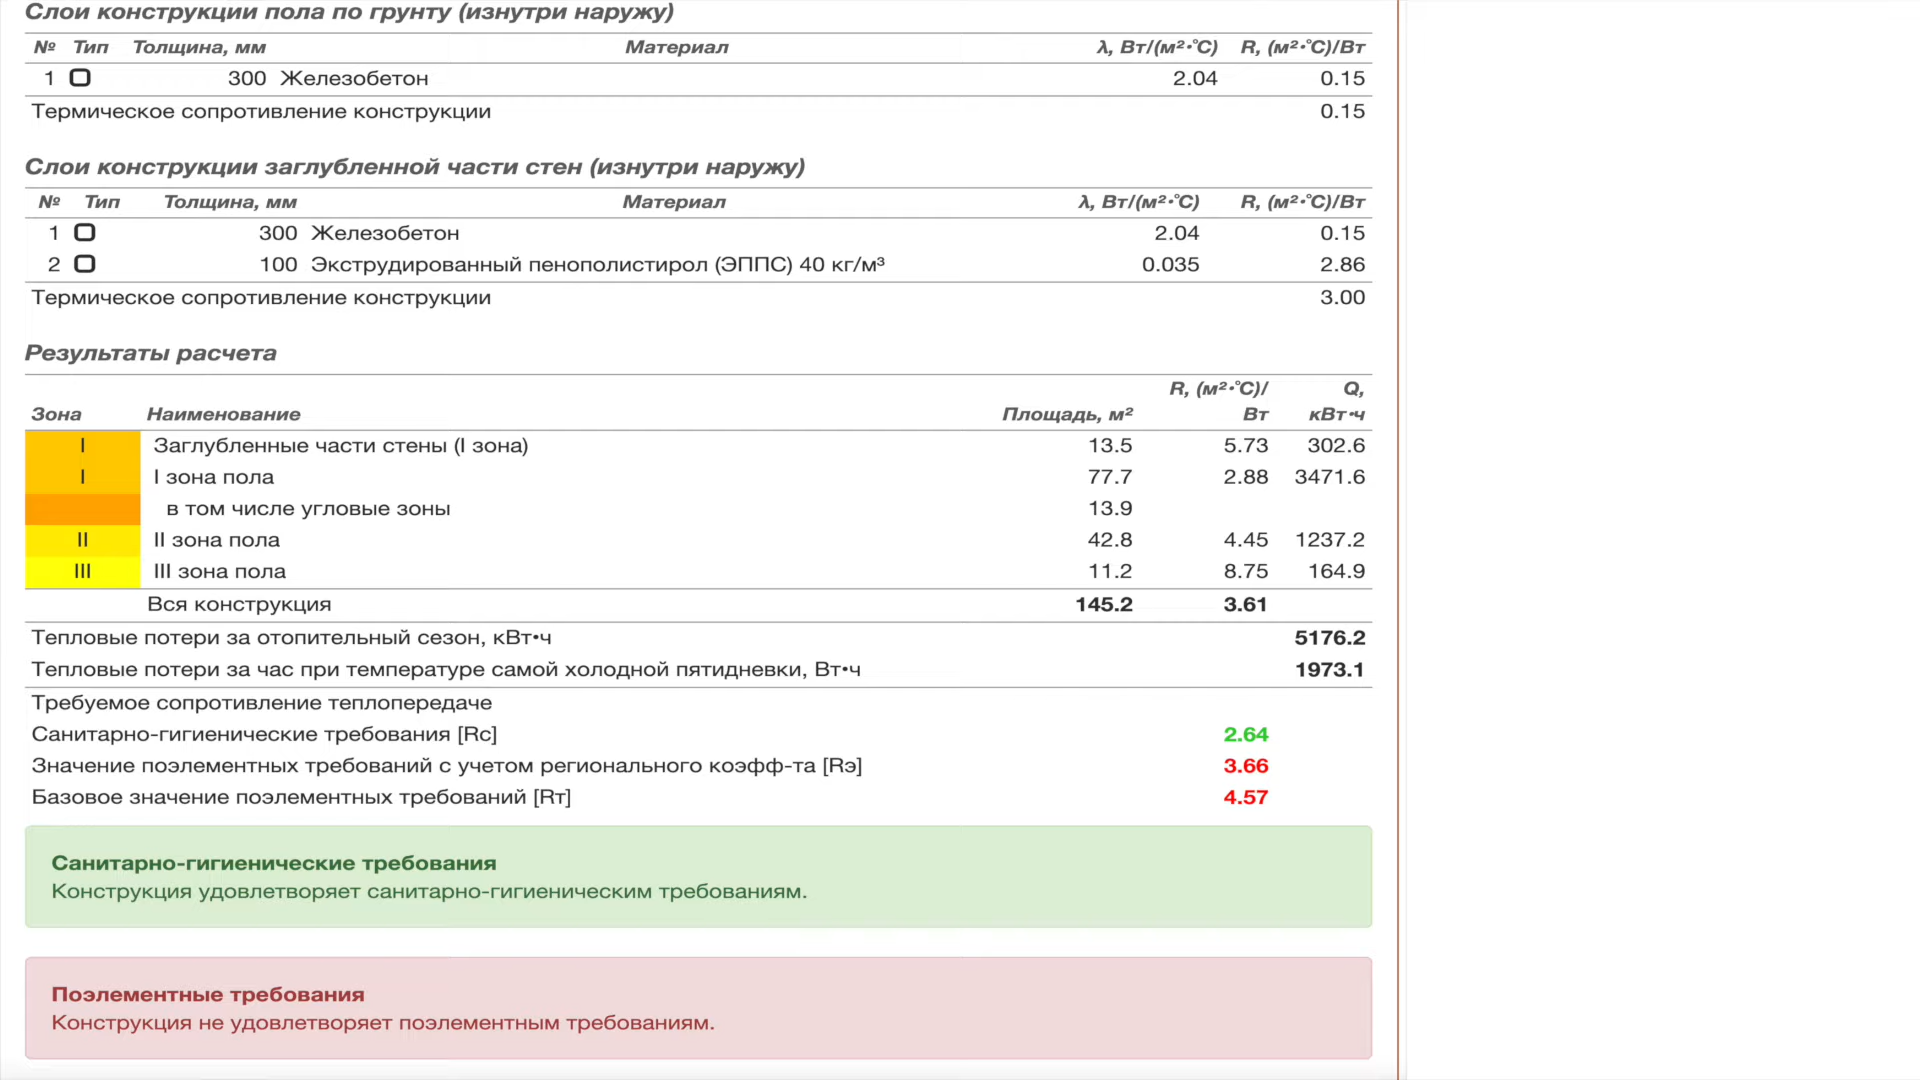 Слои конструкции пола по грунту (изнутри наружу)
№ Тип Толщина, мм Материал λ, Вт/(м²•°С) R, (м²•°С)/Вт
1 300 Железобетон 2.04 0.15
Термическое сопротивление конструкции 0.15
Слои конструкции заглубленной части стен (изнутри наружу)
№ Тип Толщина, мм Материал λ, Вт/(м²•°С) R, (м²•°С)/Вт
1 300 Железобетон 2.04 0.15
2 100 Экструдированный пенополистирол (ЭППС) 40 кг/м³ 0.035 2.86
Термическое сопротивление конструкции 3.00
Результаты расчета
R, (м²•°С)/ Q,
Зона Наименование Площадь, м² Вт кВт•ч
I Заглубленные части стены (I зона) 13.5 5.73 302.6
I I зона пола 77.7 2.88 3471.6
в том числе угловые зоны 13.9
II II зона пола 42.8 4.45 1237.2
III III зона пола 11.2 8.75 164.9
Вся конструкция 145.2 3.61
Тепловые потери за отопительный сезон, кВт•ч 5176.2
Тепловые потери за час при температуре самой холодной пятидневки, Вт•ч 1973.1
Требуемое сопротивление теплопередаче
Санитарно-гигиенические требования [Rс] 2.64
Значение поэлементных требований с учетом регионального коэфф-та [Rэ] 3.66
Базовое значение поэлементных требований [Rт] 4.57
Санитарно-гигиенические требования
Конструкция удовлетворяет санитарно-гигиеническим требованиям.
Поэлементные требования
Конструкция не удовлетворяет поэлементным требованиям.